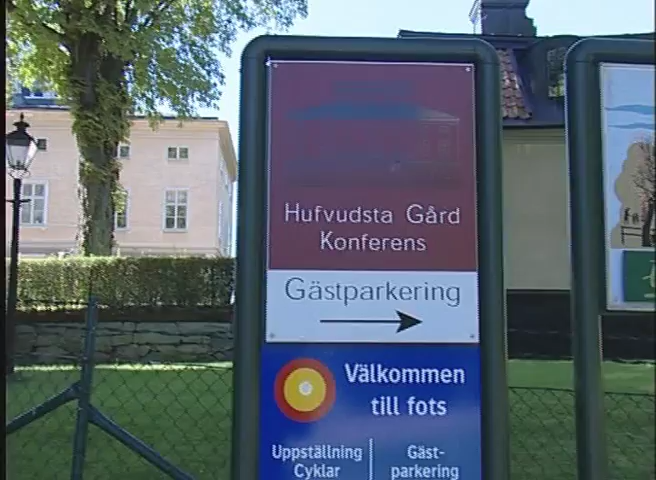 Hufvudsta Gård
Konferens
Gästparkering
Välkommen
till fots
Uppställning
Cyklar
Gäst-
parkering